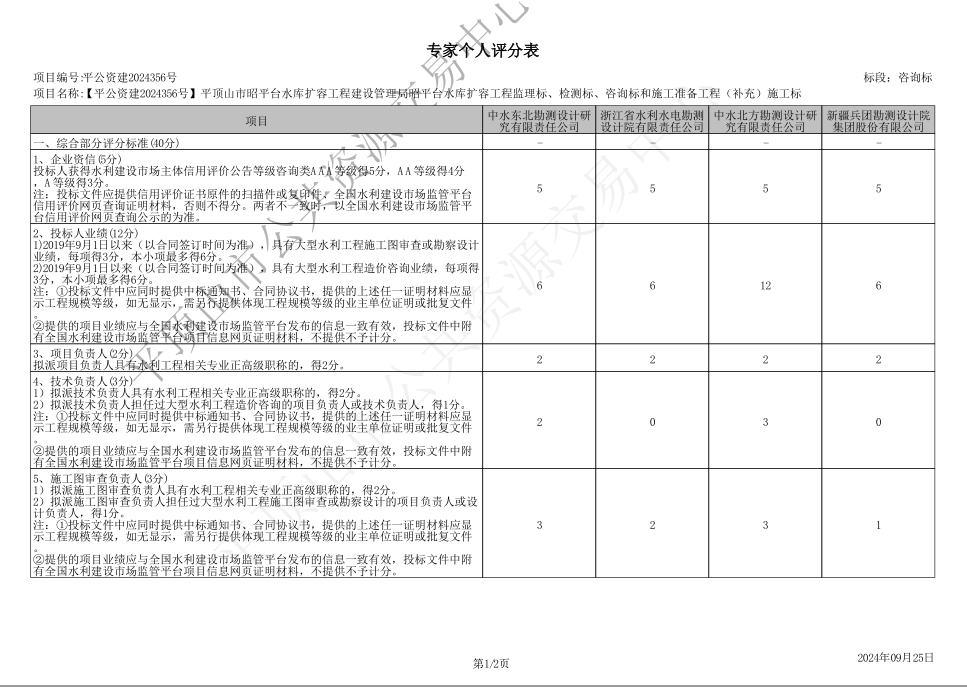 专家个人评分表
项目编号:平公资建2024356号
标段: 咨询标
项目名称:【平公资建2024356号】平顶山市昭平台水库扩容工程建设管理局昭平台水库扩容工程监理标、检测标、咨询标和施工准备工程（补充）施工标
项目
中水东北勘测设计研
究有限责任公司
浙江省水利水电勘测
设计院有限责任公司
中水北方勘测设计研
究有限责任公司
新疆兵团勘测设计院
集团股份有限公司
一、综合部分评分标准(40分)
-
-
-
-
1、企业资信(5分)
投标人获得水利建设市场主体信用评价公告等级咨询类AAA等级得5分，AA等级得4分
，A等级得3分。
注: 投标文件应提供信用评价证书原件的扫描件或复印件、全国水利建设市场监管平台
信用评价网页查询证明材料，否则不得分。两者不一致时，以全国水利建设市场监管平
台信用评价网页查询公示的为准。
5
5
5
5
2、投标人业绩(12分)
1)2019年9月1日以来（以合同签订时间为准），具有大型水利工程施工图审查或勘察设计
业绩，每项得3分，本小项最多得6分。
2)2019年9月1日以来（以合同签订时间为准），具有大型水利工程造价咨询业绩，每项得
3分，本小项最多得6分。
注: ①投标文件中应同时提供中标通知书、合同协议书，提供的上述任一证明材料应显
示工程规模等级，如无显示，需另行提供体现工程规模等级的业主单位证明或批复文件
。
②提供的项目业绩应与全国水利建设市场监管平台发布的信息一致有效，投标文件中附
有全国水利建设市场监管平台项目信息网页证明材料，不提供不予计分。
6
6
12
6
3、项目负责人(2分)
拟派项目负责人具有水利工程相关专业正高级职称的，得2分。
2
2
2
2
4、技术负责人(3分)
1）拟派技术负责人具有水利工程相关专业正高级职称的，得2分。
2）拟派技术负责人担任过大型水利工程造价咨询的项目负责人或技术负责人，得1分。
注: ①投标文件中应同时提供中标通知书、合同协议书，提供的上述任一证明材料应显
示工程规模等级，如无显示，需另行提供体现工程规模等级的业主单位证明或批复文件
。
②提供的项目业绩应与全国水利建设市场监管平台发布的信息一致有效，投标文件中附
有全国水利建设市场监管平台项目信息网页证明材料，不提供不予计分。
2
0
3
0
5、施工图审查负责人(3分)
1）拟派施工图审查负责人具有水利工程相关专业正高级职称的，得2分。
2）拟派施工图审查负责人担任过大型水利工程施工图审查或勘察设计的项目负责人或设
计负责人，得1分。
注: ①投标文件中应同时提供中标通知书、合同协议书，提供的上述任一证明材料应显
示工程规模等级，如无显示，需另行提供体现工程规模等级的业主单位证明或批复文件
。
②提供的项目业绩应与全国水利建设市场监管平台发布的信息一致有效，投标文件中附
有全国水利建设市场监管平台项目信息网页证明材料，不提供不予计分。
3
2
3
1
平顶山市公共资源交易中心
第1/2页
2024年09月25日